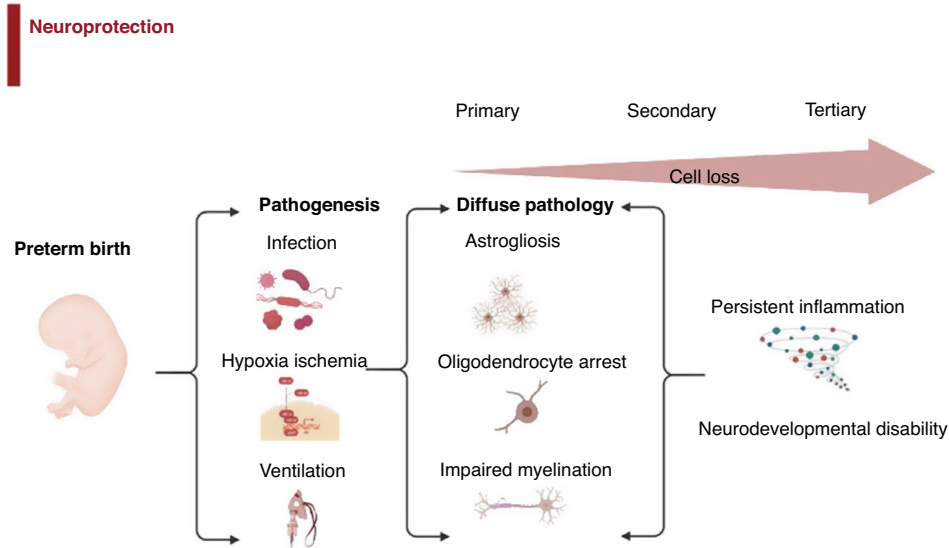 Neuroprotection
Primary
Secondary
Tertiary
Cell loss
Preterm birth
Pathogenesis
Infection
Hypoxia ischemia
Ventilation
Diffuse pathology
Astrogliosis
Oligodendrocyte arrest
Impaired myelination
Persistent inflammation
Neurodevelopmental disability